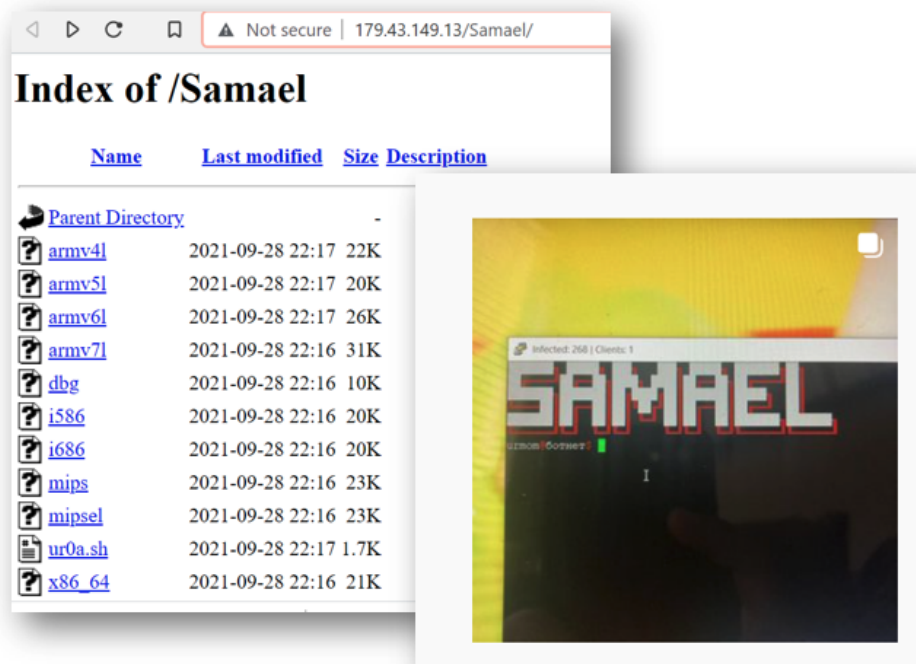 Not secure | 179.43.149.13/Samael/
Index of /Samael
Name Last modified Size Description
Parent Directory -
armv4l 2021-09-28 22:17 22K
armv5l 2021-09-28 22:17 20K
armv6l 2021-09-28 22:17 26K
armv7l 2021-09-28 22:16 31K
dbg 2021-09-28 22:16 10K
i586 2021-09-28 22:16 20K
i686 2021-09-28 22:16 20K
mips 2021-09-28 22:16 23K
mipsel 2021-09-28 22:16 23K
ur0a.sh 2021-09-28 22:17 1.7K
x86_64 2021-09-28 22:16 21K
Infected: 268 | Clients: 1
SAMAEL
urmom@ботнет$